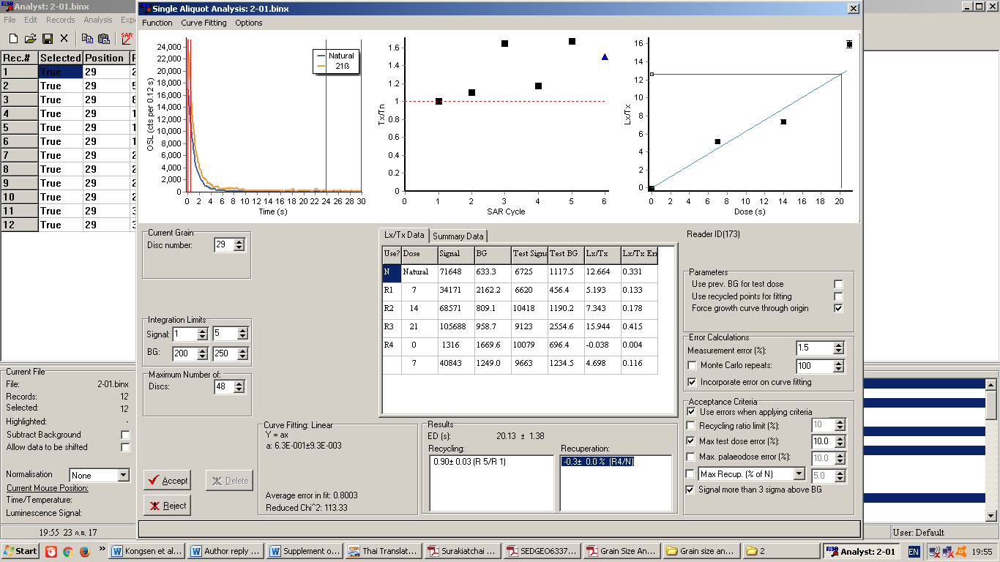 Analyst: 2-01.binx
File Edit Records Analysis Expo
SAR
Rec.# Selected Position
1 True 29 2
2 True 29 5
3 True 29 8
4 True 29 1
5 True 29 1
6 True 29 1
7 True 29 2
8 True 29 2
9 True 29 2
10 True 29 2
11 True 29 3
12 True 29 3
Current File
File: 2-01.binx
Records: 12
Selected: 12
Highlighted: -
Subtract Background
Allow data to be shifted
Normalisation None
Current Mouse Position:
Time/Temperature:
Luminescence Signal:
19:55 23 ก.ย. 17
Single Aliquot Analysis: 2-01.binx
Function Curve Fitting Options
OSL (cts per 0.12 s)
24,000
22,000
20,000
18,000
16,000
14,000
12,000
10,000
8,000
6,000
4,000
2,000
0
0 2 4 6 8 10 12 14 16 18 20 22 24 26 28 30
Time (s)
Natural
21ß
Tx/Tn
1.6
1.4
1.2
1
0.8
0.6
0.4
0.2
0
0 1 2 3 4 5 6
SAR Cycle
Lx/Tx
16
14
12
10
8
6
4
2
0
0 2 4 6 8 10 12 14 16 18 20
Dose (s)
Current Grain
Disc number: 29
Integration Limits
Signal: 1 5
BG: 200 250
Maximum Number of:
Discs: 48
Accept Delete
Reject
Lx/Tx Data Summary Data
Use? Dose Signal BG Test Signa Test BG Lx/Tx Lx/Tx Err
N Natural 71648 633.3 6725 1117.5 12.664 0.331
R1 7 34171 2162.2 6620 456.4 5.193 0.133
R2 14 68571 809.1 10418 1190.2 7.343 0.178
R3 21 105688 958.7 9123 2554.6 15.944 0.415
R4 0 1316 1669.6 10079 696.4 -0.038 0.004
7 40843 1249.0 9663 1234.5 4.698 0.116
Curve Fitting: Linear
Y = ax
a: 6.3E-001±9.3E-003
Average error in fit: 0.8003
Reduced Chi^2: 113.33
Results
ED (s): 20.13 ± 1.38
Recycling: Recuperation:
0.90± 0.03 (R 5/R 1) -0.3± 0.0 % (R4/N)
Reader ID(173)
Parameters
Use prev. BG for test dose
Use recycled points for fitting
Force growth curve through origin
Error Calculations
Measurement error (%): 1.5
Monte Carlo repeats: 100
Incorporate error on curve fitting
Acceptance Criteria
Use errors when applying criteria
Recycling ratio limit (%): 10
Max test dose error (%): 10.0
Max. palaeodose error (%): 10.0
Max Recup. (% of N) 5.0
Signal more than 3 sigma above BG
User: Default
Start » Kongsen et al... Author reply ... Supplement o... Thai Translat... Surakiatchai ... SEDGEO6337... Grain Size An... Grain size an... 2 Analyst: 2-01 EN 19:55